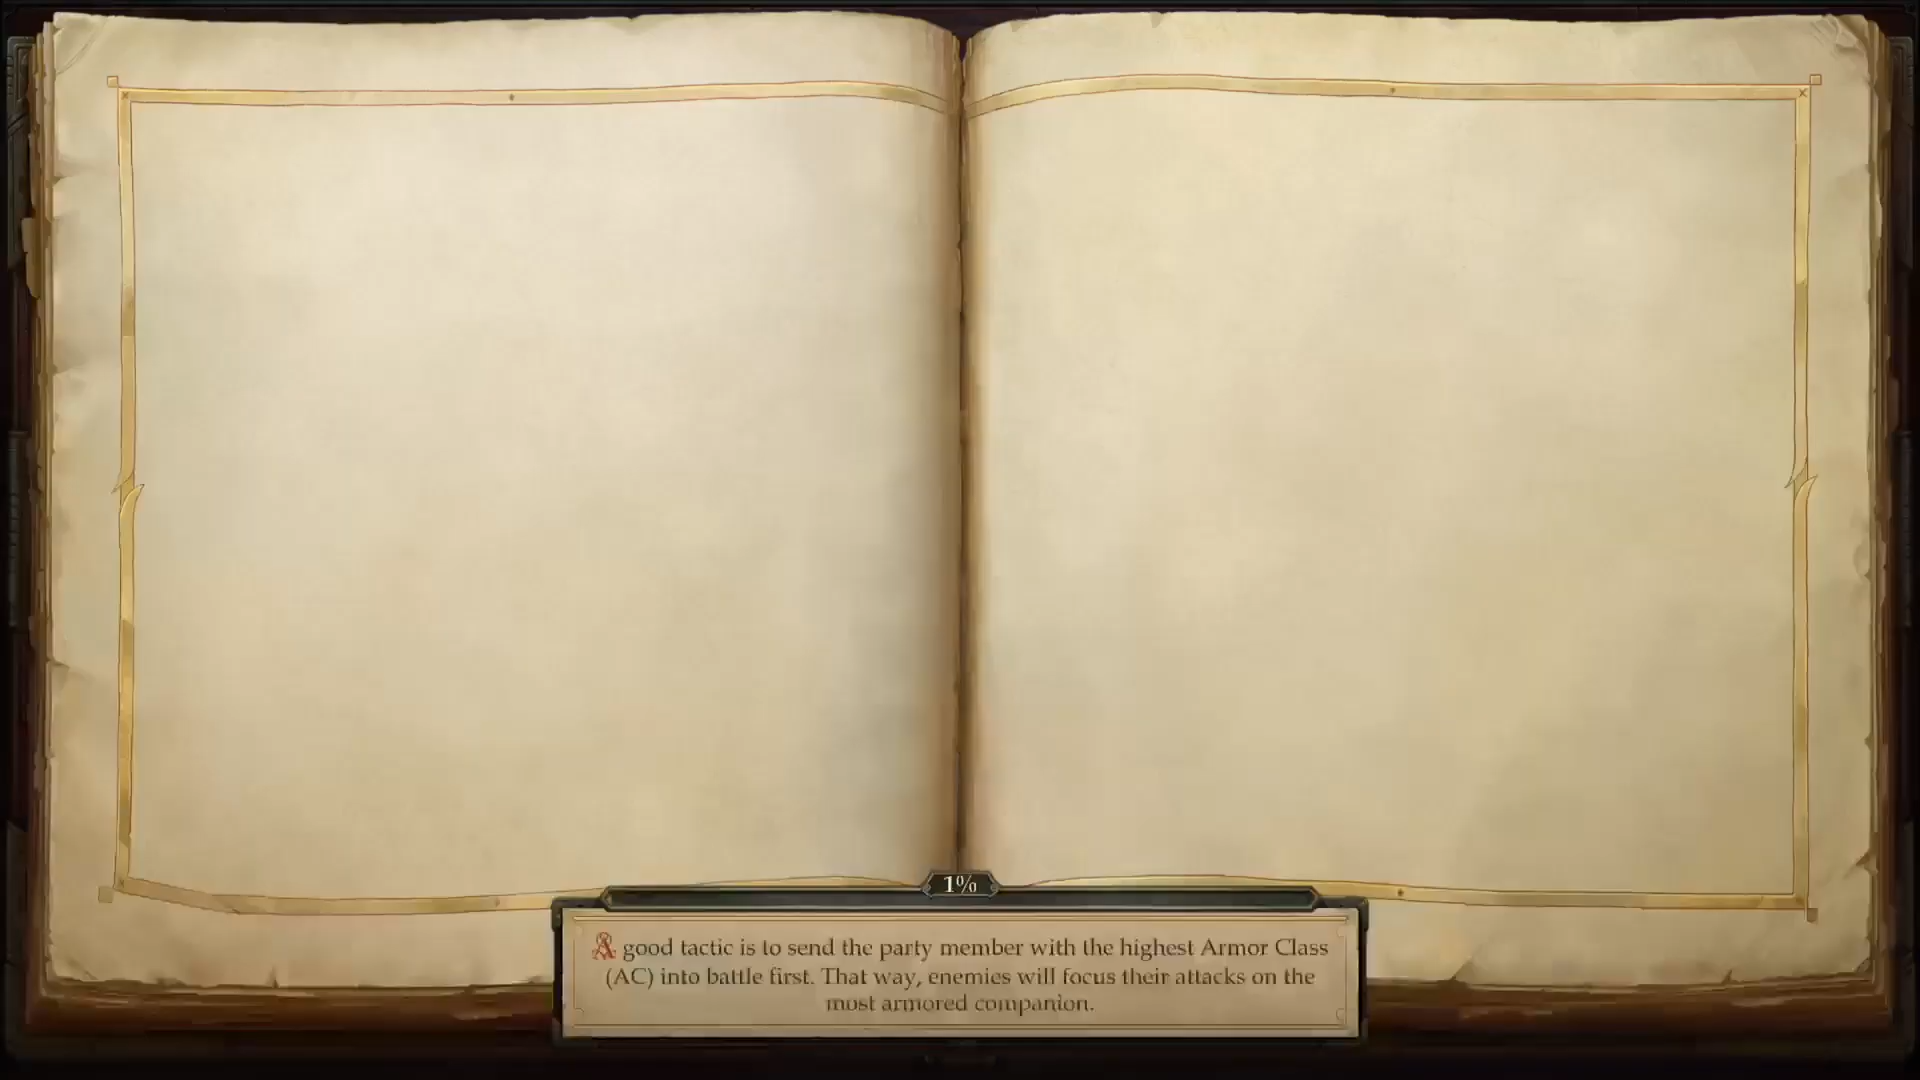 1%
A good tactic is to send the party member with the highest Armor Class
(AC) into battle first. That way, enemies will focus their attacks on the
most armored companion.